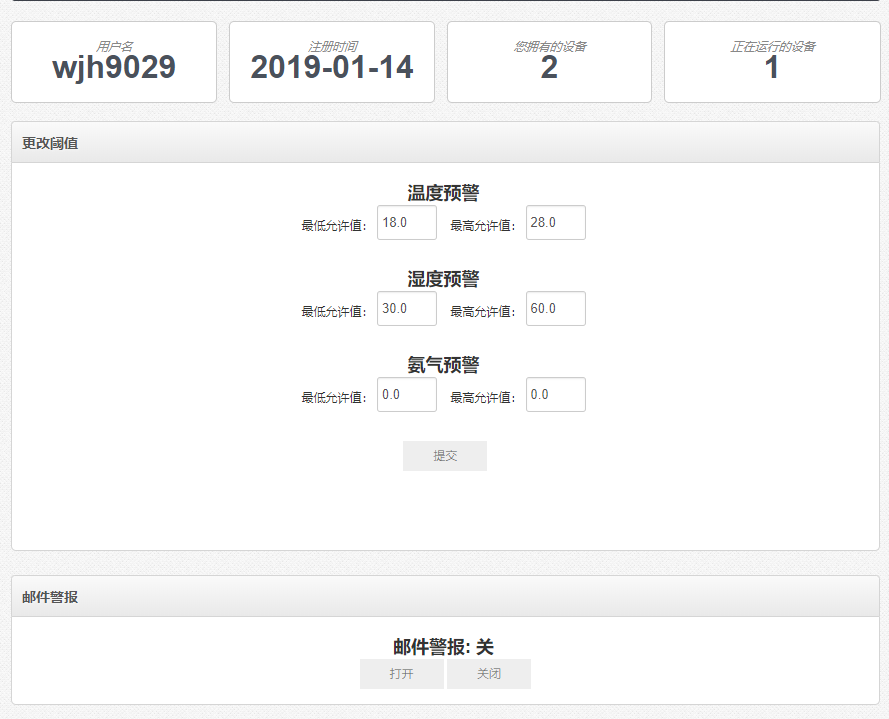 用户名
wjh9029
注册时间
2019-01-14
您拥有的设备
2
正在运行的设备
1
更改阈值
温度预警
最低允许值: 18.0 最高允许值: 28.0
湿度预警
最低允许值: 30.0 最高允许值: 60.0
氨气预警
最低允许值: 0.0 最高允许值: 0.0
提交
邮件警报
邮件警报: 关
打开 关闭